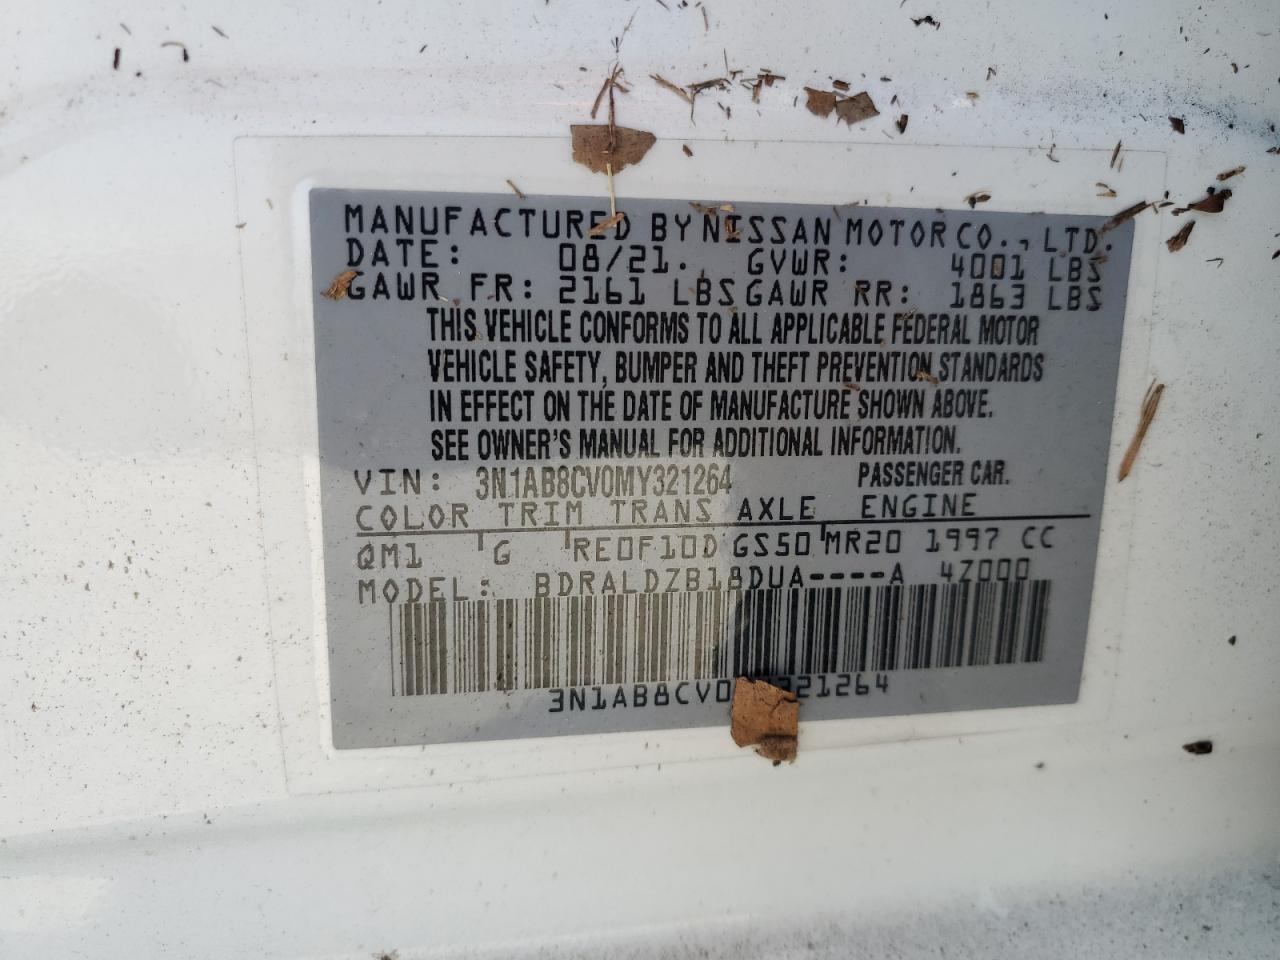 MANUFACTURED BY NISSAN MOTOR CO., LTD.
DATE: 08/21. GVWR: 4001 LBS
GAWR FR: 2161 LBS GAWR RR: 1863 LBS
THIS VEHICLE CONFORMS TO ALL APPLICABLE FEDERAL MOTOR
VEHICLE SAFETY, BUMPER AND THEFT PREVENTION STANDARDS
IN EFFECT ON THE DATE OF MANUFACTURE SHOWN ABOVE.
SEE OWNER'S MANUAL FOR ADDITIONAL INFORMATION.
VIN: 3N1AB8CV0MY321264 PASSENGER CAR.
COLOR TRIM TRANS AXLE ENGINE
QM1 G RE0F10D GS50 MR20 1997 CC
MODEL: BDRALDZB18DUA----A 4Z000
3N1AB8CV0MY321264